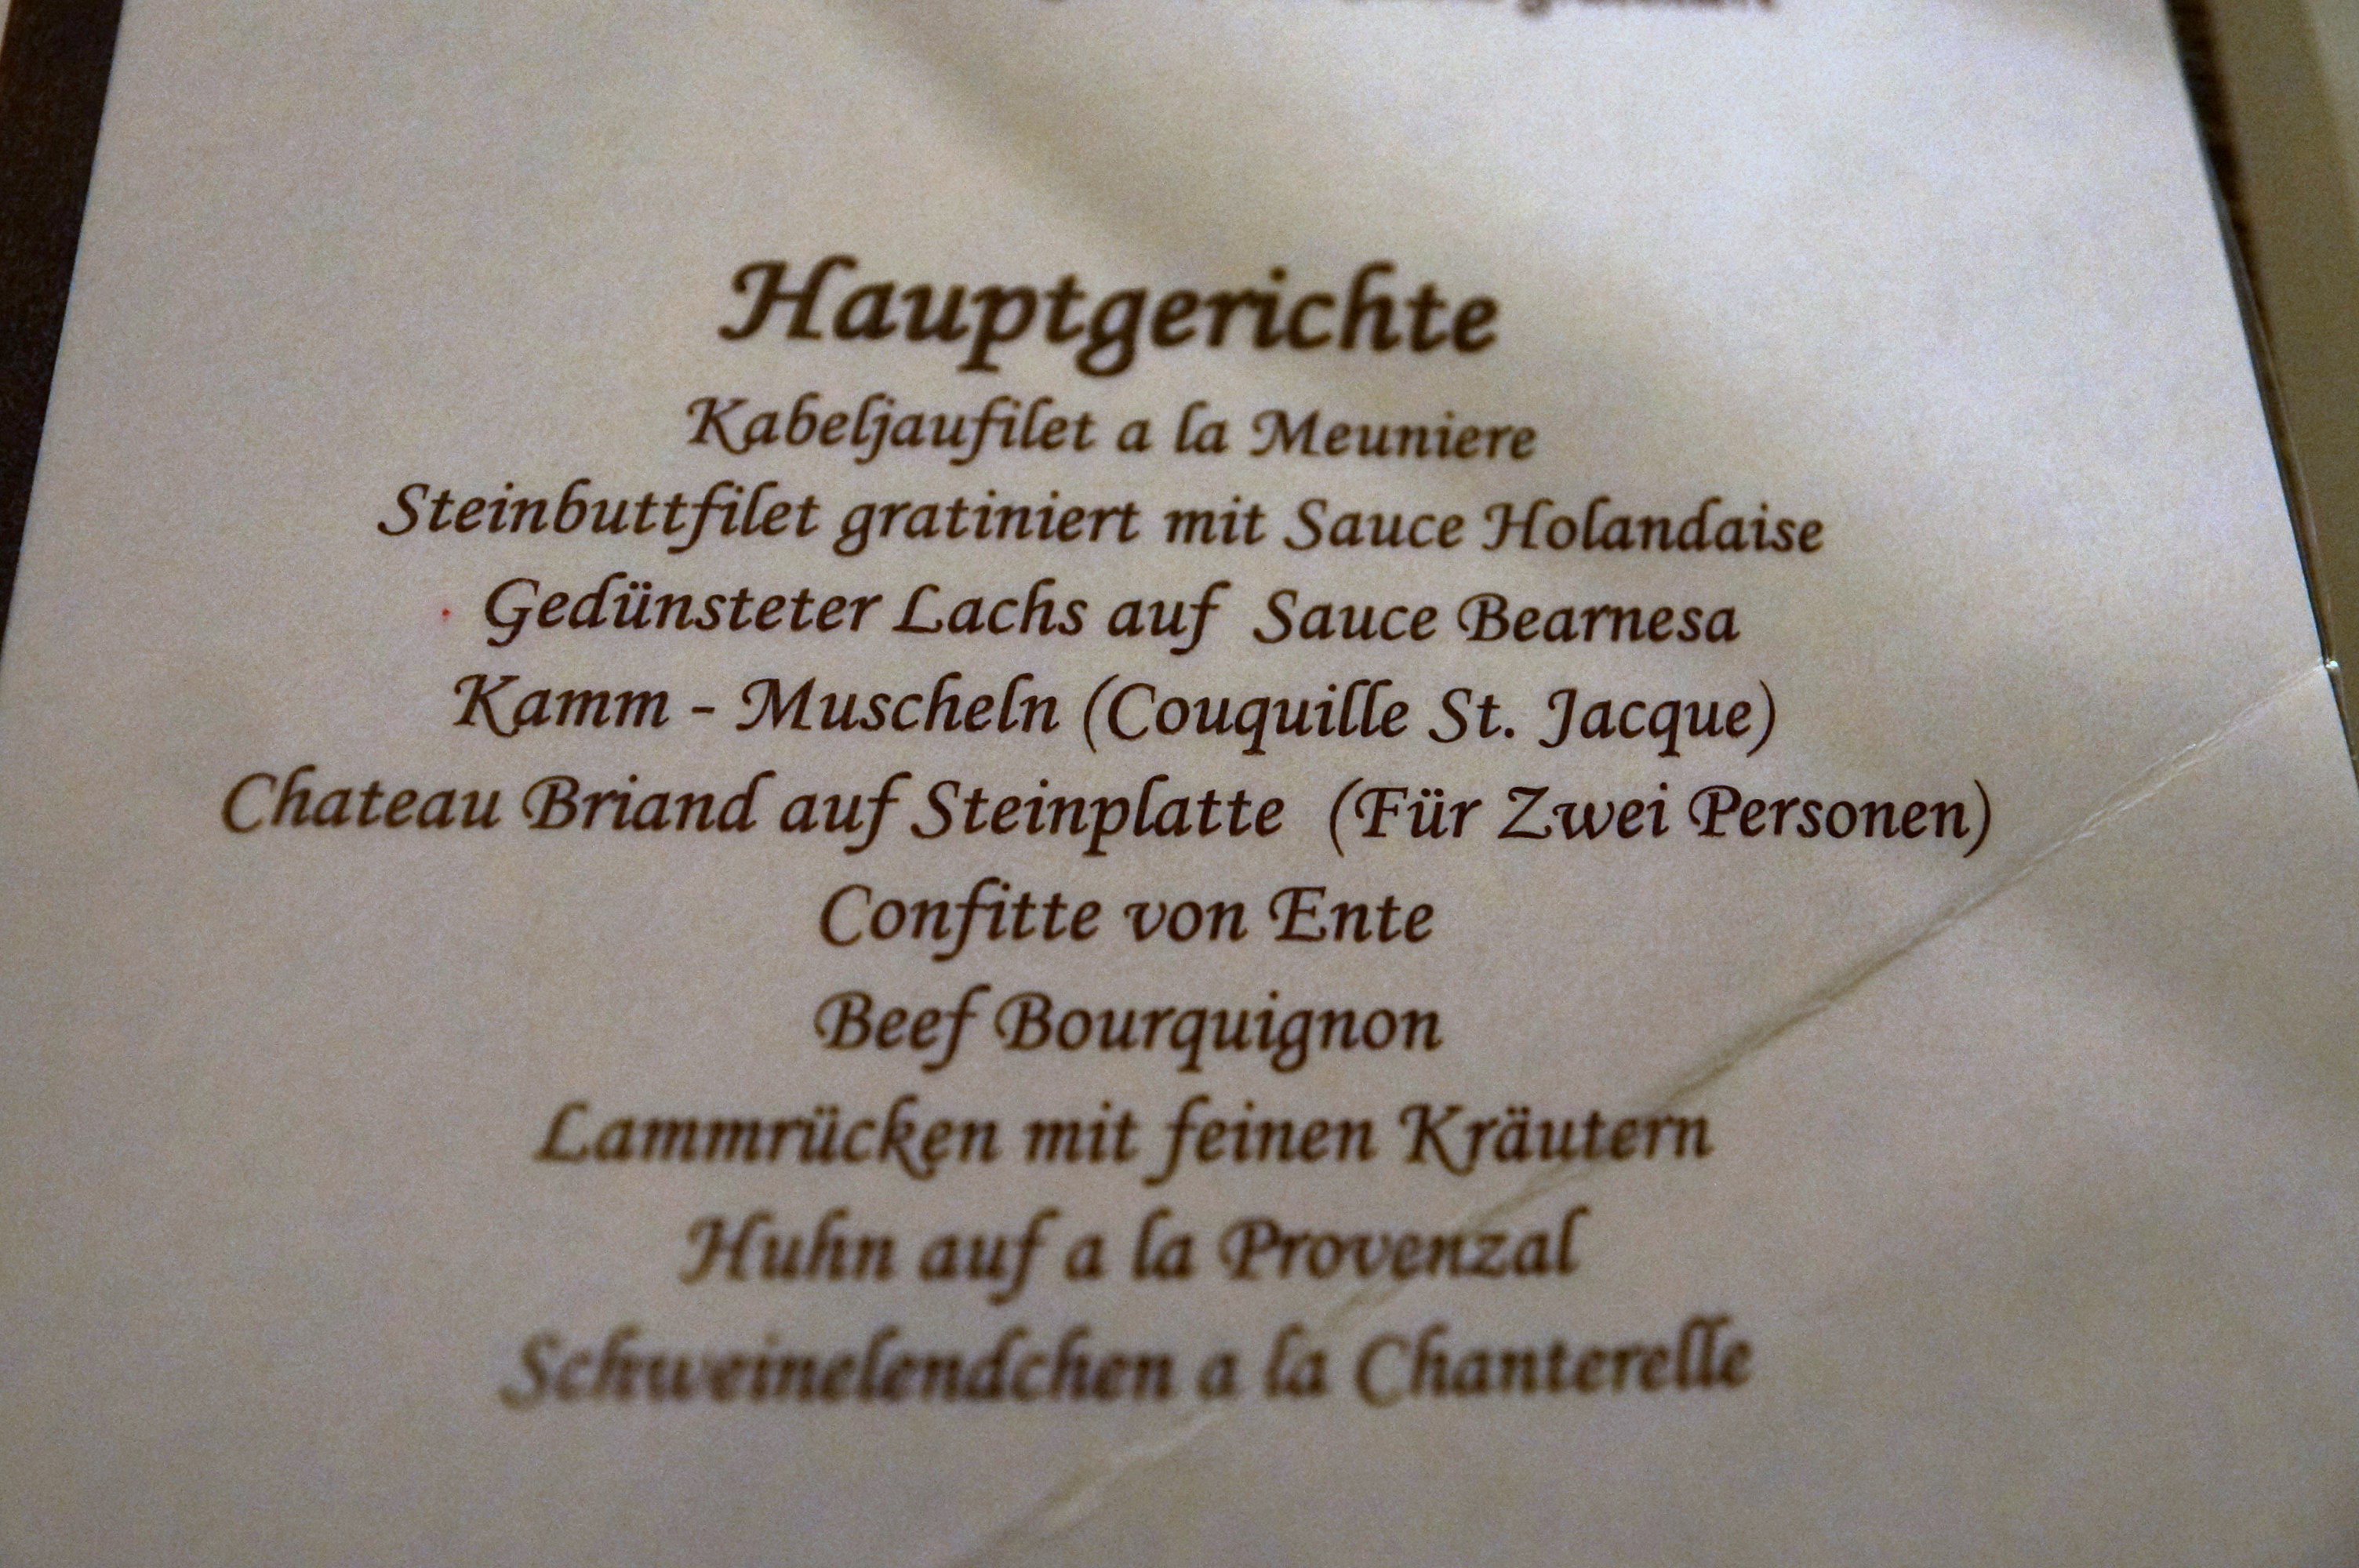 Hauptgerichte
Kabeljaufilet a la Meuniere
Steinbuttfilet gratiniert mit Sauce Holandaise
Gedünsteter Lachs auf Sauce Bearnesa
Kamm - Muscheln (Couquille St. Jacque)
Chateau Briand auf Steinplatte (Für Zwei Personen)
Confitte von Ente
Beef Bourquignon
Lammrücken mit feinen Kräutern
Huhn auf a la Provenzal
Schweinelendchen a la Chanterelle